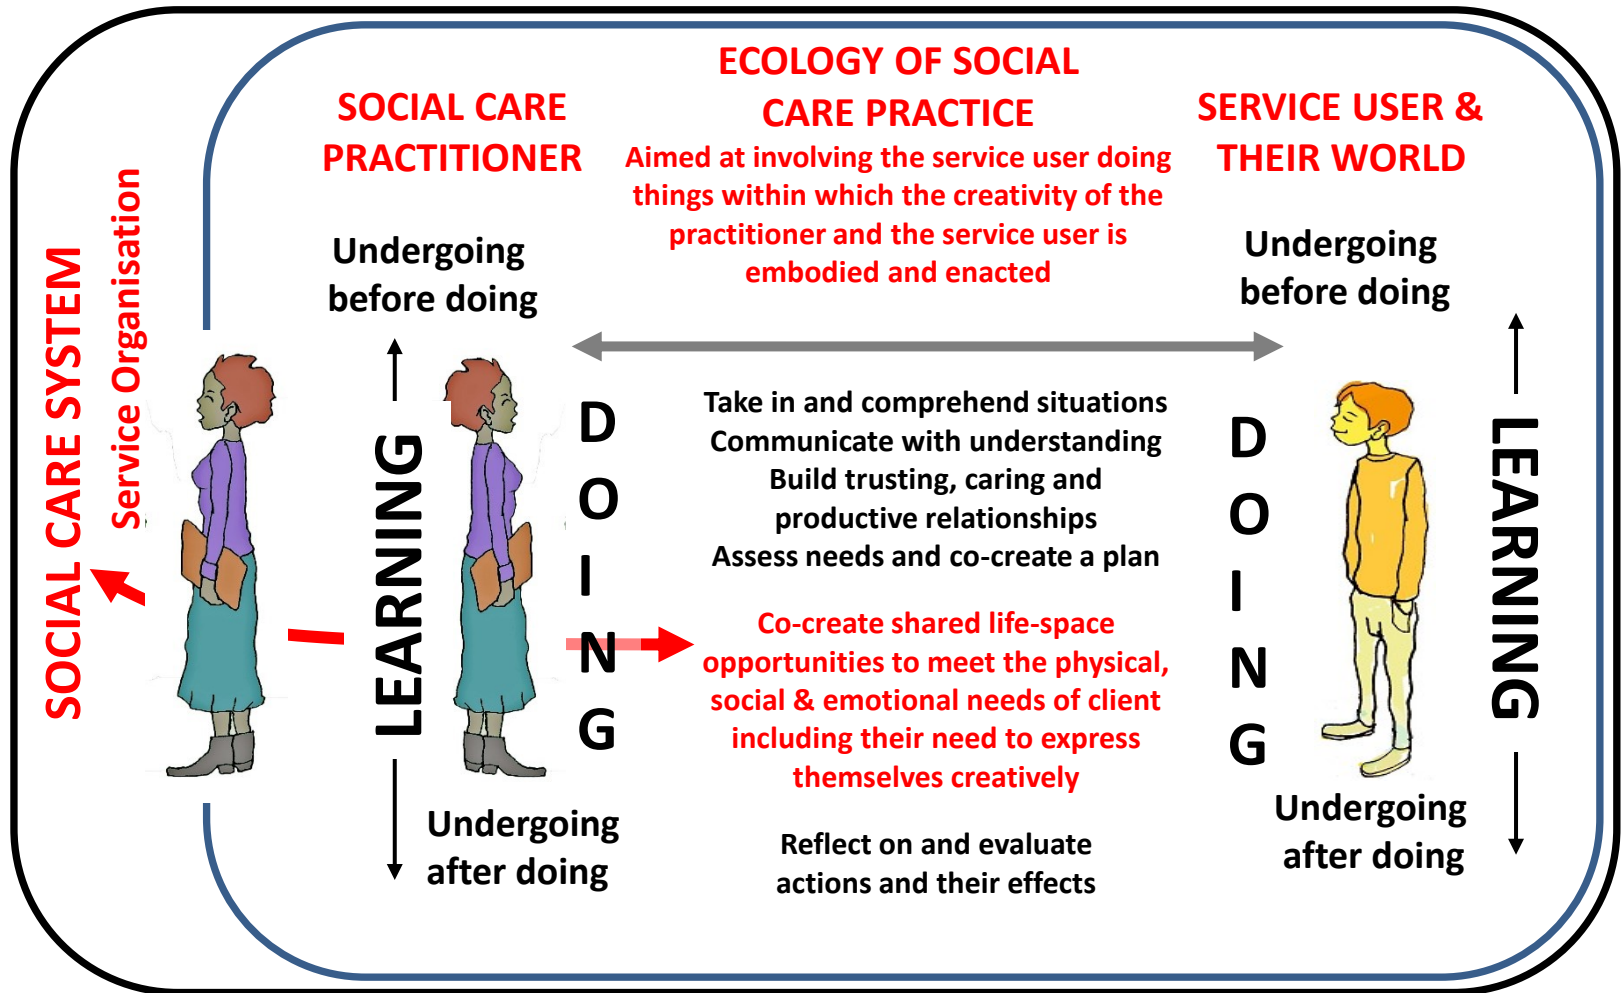 SOCIAL CARE SYSTEM
Service Organisation
SOCIAL CARE
PRACTITIONER
Undergoing
before doing
LEARNING
DOING
Undergoing
after doing
ECOLOGY OF SOCIAL
CARE PRACTICE
Aimed at involving the service user doing
things within which the creativity of the
practitioner and the service user is
embodied and enacted
Take in and comprehend situations
Communicate with understanding
Build trusting, caring and
productive relationships
Assess needs and co-create a plan
Co-create shared life-space
opportunities to meet the physical,
social & emotional needs of client
including their need to express
themselves creatively
Reflect on and evaluate
actions and their effects
SERVICE USER &
THEIR WORLD
Undergoing
before doing
DOING
LEARNING
Undergoing
after doing